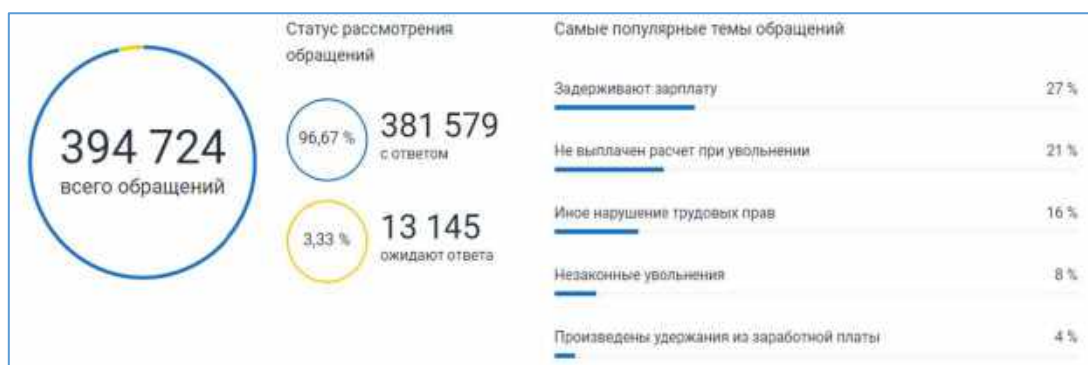 394 724
всего обращений
Статус рассмотрения
обращений
96,67 %
381 579
с ответом
3,33 %
13 145
ожидают ответа
Самые популярные темы обращений
Задерживают зарплату 27 %
Не выплачен расчет при увольнении 21 %
Иное нарушение трудовых прав 16 %
Незаконные увольнения 8 %
Произведены удержания из заработной платы 4 %